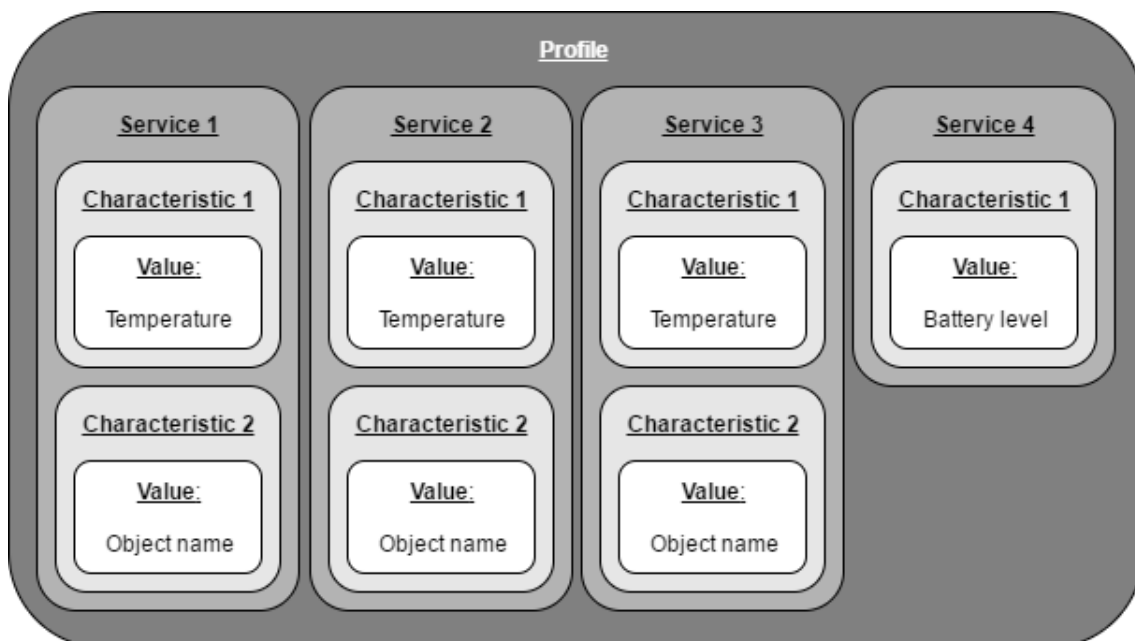 Profile
Service 1
Characteristic 1
Value:
Temperature
Characteristic 2
Value:
Object name
Service 2
Characteristic 1
Value:
Temperature
Characteristic 2
Value:
Object name
Service 3
Characteristic 1
Value:
Temperature
Characteristic 2
Value:
Object name
Service 4
Characteristic 1
Value:
Battery level